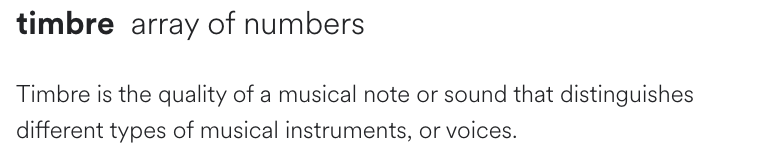 timbre array of numbers
Timbre is the quality of a musical note or sound that distinguishes
different types of musical instruments, or voices.